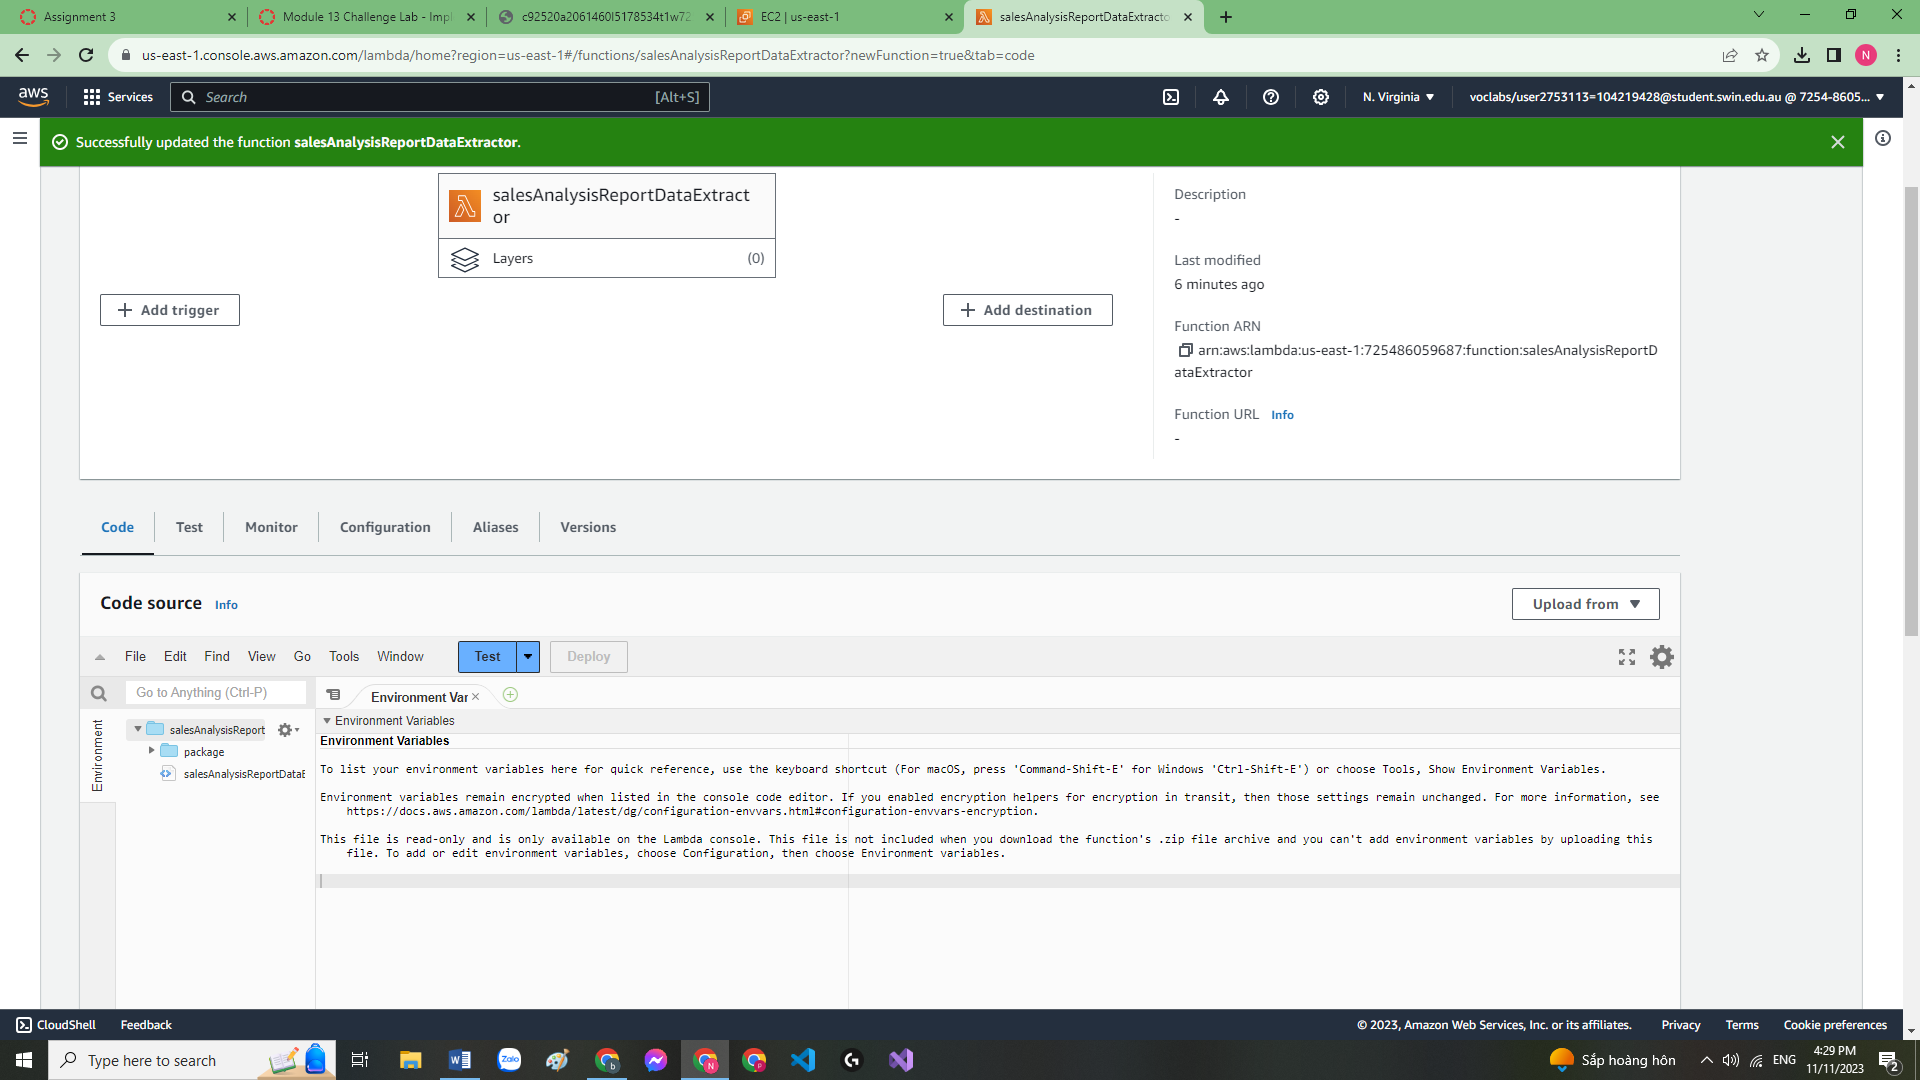 Assignment 3
Module 13 Challenge Lab - Impl
c92520a2061460l5178534t1w72
EC2 | us-east-1
salesAnalysisReportDataExtracto
us-east-1.console.aws.amazon.com/lambda/home?region=us-east-1#/functions/salesAnalysisReportDataExtractor?newFunction=true&tab=code
N
aws
Services
Search
[Alt+S]
N. Virginia
voclabs/user2753113=104219428@student.swin.edu.au @ 7254-8605...
Successfully updated the function salesAnalysisReportDataExtractor.
salesAnalysisReportDataExtract
or
Layers
(0)
Add trigger
Add destination
Description
-
Last modified
6 minutes ago
Function ARN
arn:aws:lambda:us-east-1:725486059687:function:salesAnalysisReportD
ataExtractor
Function URL Info
-
Code
Test
Monitor
Configuration
Aliases
Versions
Code source Info
Upload from
File
Edit
Find
View
Go
Tools
Window
Test
Deploy
Go to Anything (Ctrl-P)
Environment Var
Environment
salesAnalysisReport
package
salesAnalysisReportDataE
Environment Variables
Environment Variables
To list your environment variables here for quick reference, use the keyboard shortcut (For macOS, press 'Command-Shift-E' for Windows 'Ctrl-Shift-E') or choose Tools, Show Environment Variables.
Environment variables remain encrypted when listed in the console code editor. If you enabled encryption helpers for encryption in transit, then those settings remain unchanged. For more information, see
https://docs.aws.amazon.com/lambda/latest/dg/configuration-envvars.html#configuration-envvars-encryption.
This file is read-only and is only available on the Lambda console. This file is not included when you download the function's .zip file archive and you can't add environment variables by uploading this
file. To add or edit environment variables, choose Configuration, then choose Environment variables.
CloudShell
Feedback
© 2023, Amazon Web Services, Inc. or its affiliates.
Privacy
Terms
Cookie preferences
Type here to search
Zalo
Sắp hoàng hôn
ENG
4:29 PM
11/11/2023
2